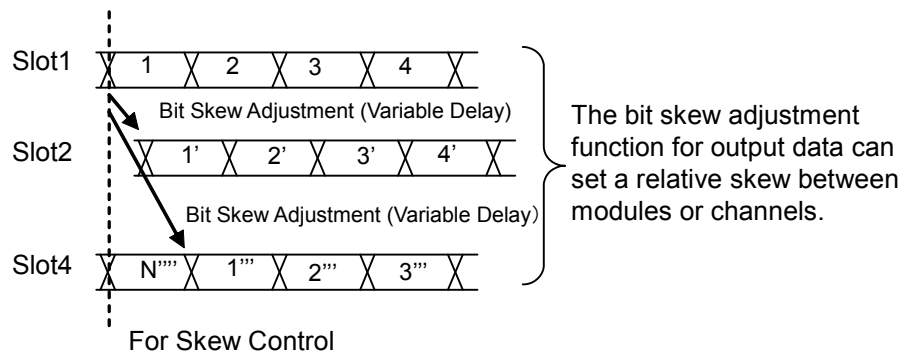 Slot1 1 2 3 4
Bit Skew Adjustment (Variable Delay)
Slot2 1' 2' 3' 4'
Bit Skew Adjustment (Variable Delay)
Slot4 N'''' 1''' 2''' 3'''
The bit skew adjustment
function for output data can
set a relative skew between
modules or channels.
For Skew Control